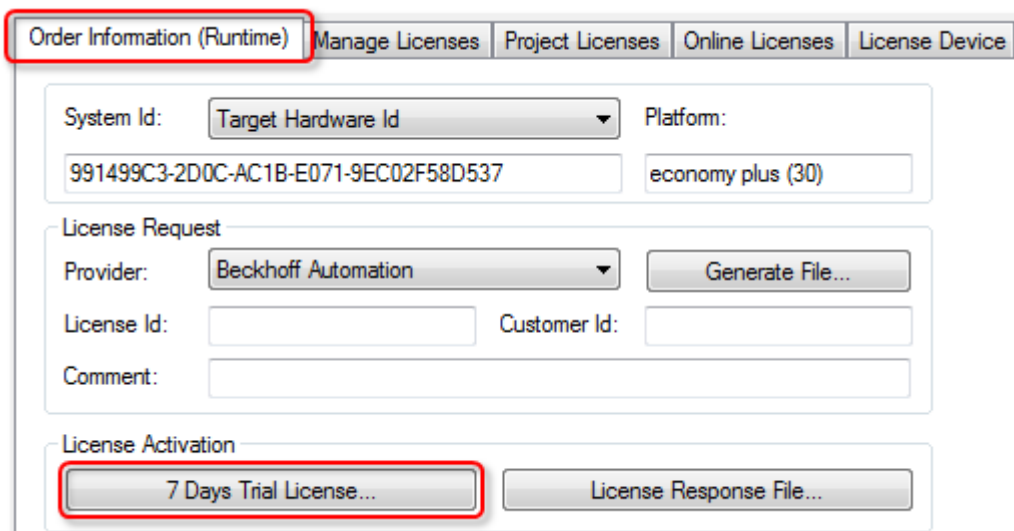 Order Information (Runtime) Manage Licenses Project Licenses Online Licenses License Device
System Id: Target Hardware Id Platform:
991499C3-2D0C-AC1B-E071-9EC02F58D537 economy plus (30)
License Request
Provider: Beckhoff Automation Generate File...
License Id: Customer Id:
Comment:
License Activation
7 Days Trial License... License Response File...